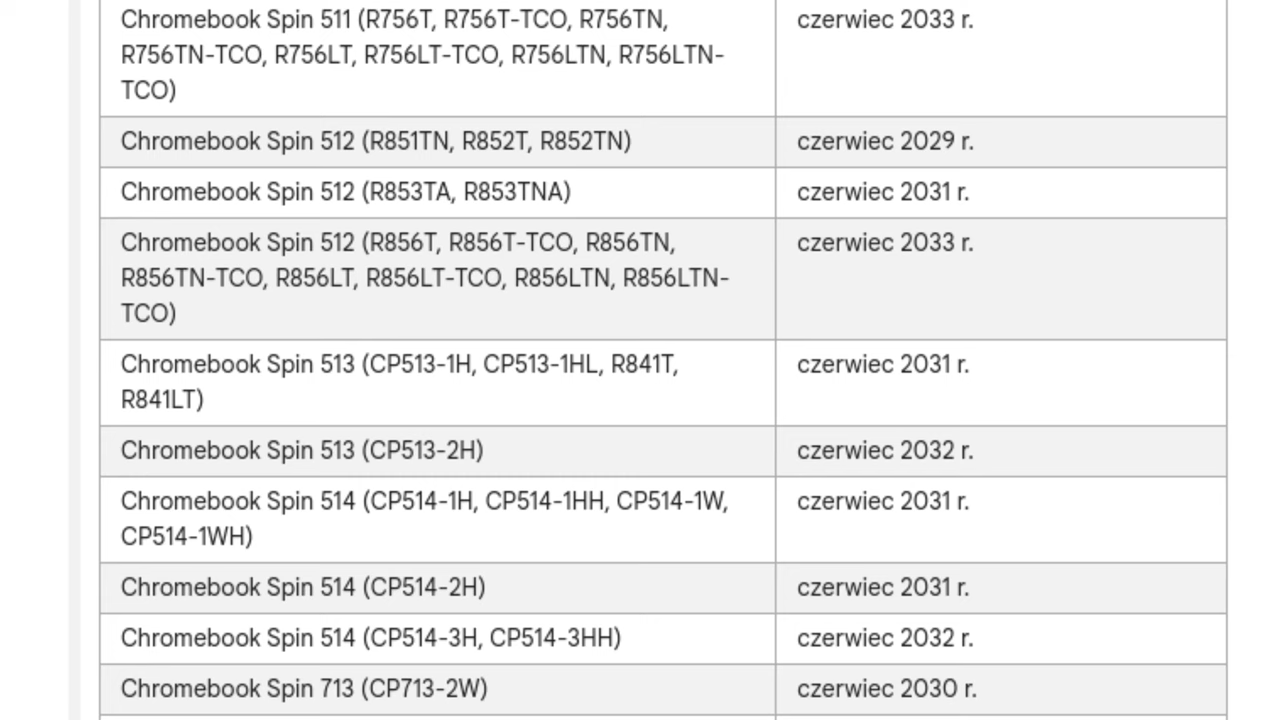 Chromebook Spin 511 (R756T, R756T-TCO, R756TN,
R756TN-TCO, R756LT, R756LT-TCO, R756LTN, R756LTN-
TCO)
czerwiec 2033 r.
Chromebook Spin 512 (R851TN, R852T, R852TN)
czerwiec 2029 r.
Chromebook Spin 512 (R853TA, R853TNA)
czerwiec 2031 r.
Chromebook Spin 512 (R856T, R856T-TCO, R856TN,
R856TN-TCO, R856LT, R856LT-TCO, R856LTN, R856LTN-
TCO)
czerwiec 2033 r.
Chromebook Spin 513 (CP513-1H, CP513-1HL, R841T,
R841LT)
czerwiec 2031 r.
Chromebook Spin 513 (CP513-2H)
czerwiec 2032 r.
Chromebook Spin 514 (CP514-1H, CP514-1HH, CP514-1W,
CP514-1WH)
czerwiec 2031 r.
Chromebook Spin 514 (CP514-2H)
czerwiec 2031 r.
Chromebook Spin 514 (CP514-3H, CP514-3HH)
czerwiec 2032 r.
Chromebook Spin 713 (CP713-2W)
czerwiec 2030 r.